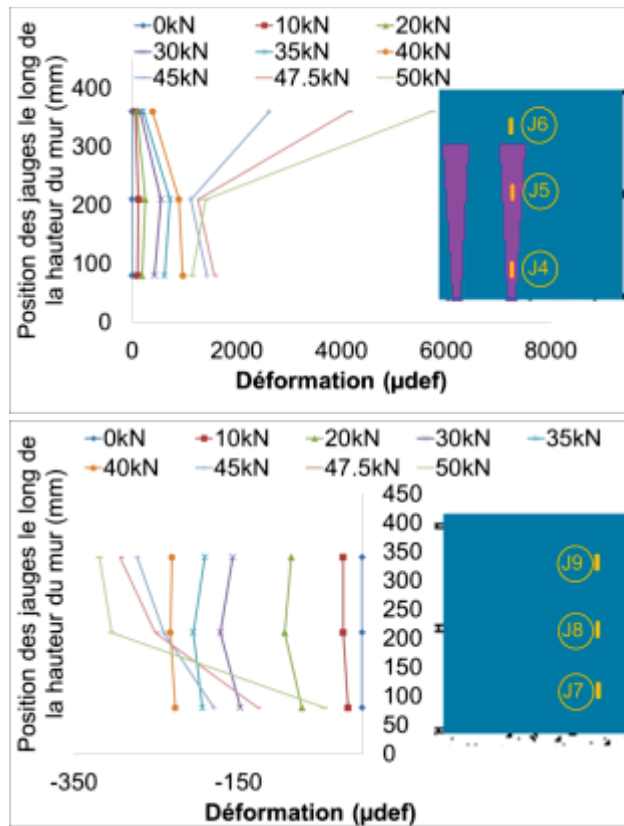 0kN 10kN 20kN
30kN 35kN 40kN
45kN 47.5kN 50kN
Position des jauges le long de
la hauteur du mur (mm)
400
300
200
100
0
0 2000 4000 6000 8000
Déformation (µdef)
J6
J5
J4
0kN 10kN 20kN 30kN 35kN
40kN 45kN 47.5kN 50kN
Position des jauges le long de
la hauteur du mur (mm)
450
400
350
300
250
200
150
100
50
0
-350 -150
Déformation (µdef)
J9
J8
J7